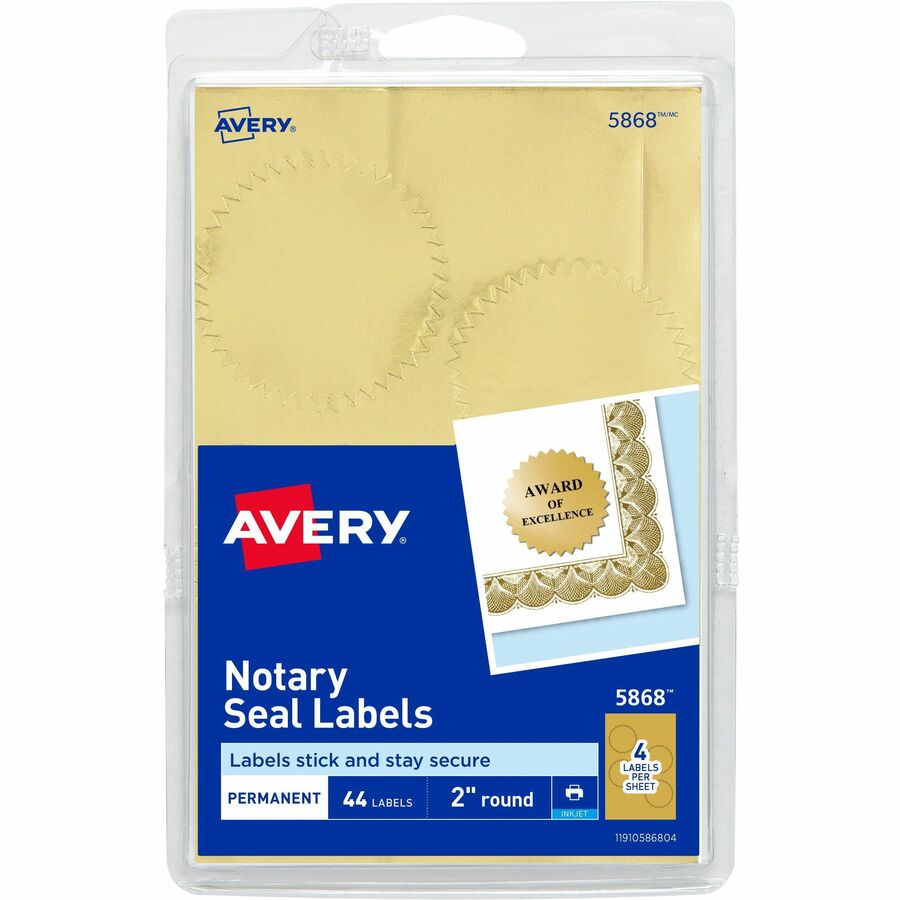 AVERY®
5868™/MC
AWARD
OF
EXCELLENCE
AVERY®
Notary
Seal Labels
5868™
Labels stick and stay secure
4
LABELS
PER
SHEET
PERMANENT
44 LABELS
2" round
INKJET
11910586804